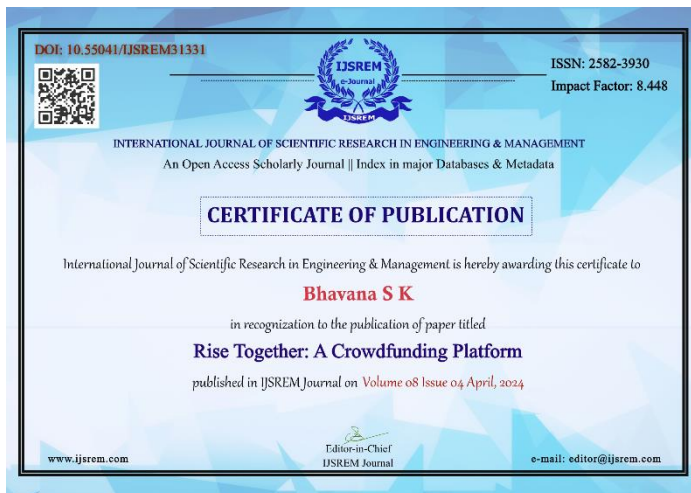 DOI: 10.55041/IJSREM31331
IJSREM
e-Journal
IJSREM
ISSN: 2582-3930
Impact Factor: 8.448
INTERNATIONAL JOURNAL OF SCIENTIFIC RESEARCH IN ENGINEERING & MANAGEMENT
An Open Access Scholarly Journal || Index in major Databases & Metadata
CERTIFICATE OF PUBLICATION
International Journal of Scientific Research in Engineering & Management is hereby awarding this certificate to
Bhavana S K
in recognization to the publication of paper titled
Rise Together: A Crowdfunding Platform
published in IJSREM Journal on Volume 08 Issue 04 April, 2024
Editor-in-Chief
IJSREM Journal
www.ijsrem.com
e-mail: editor@ijsrem.com